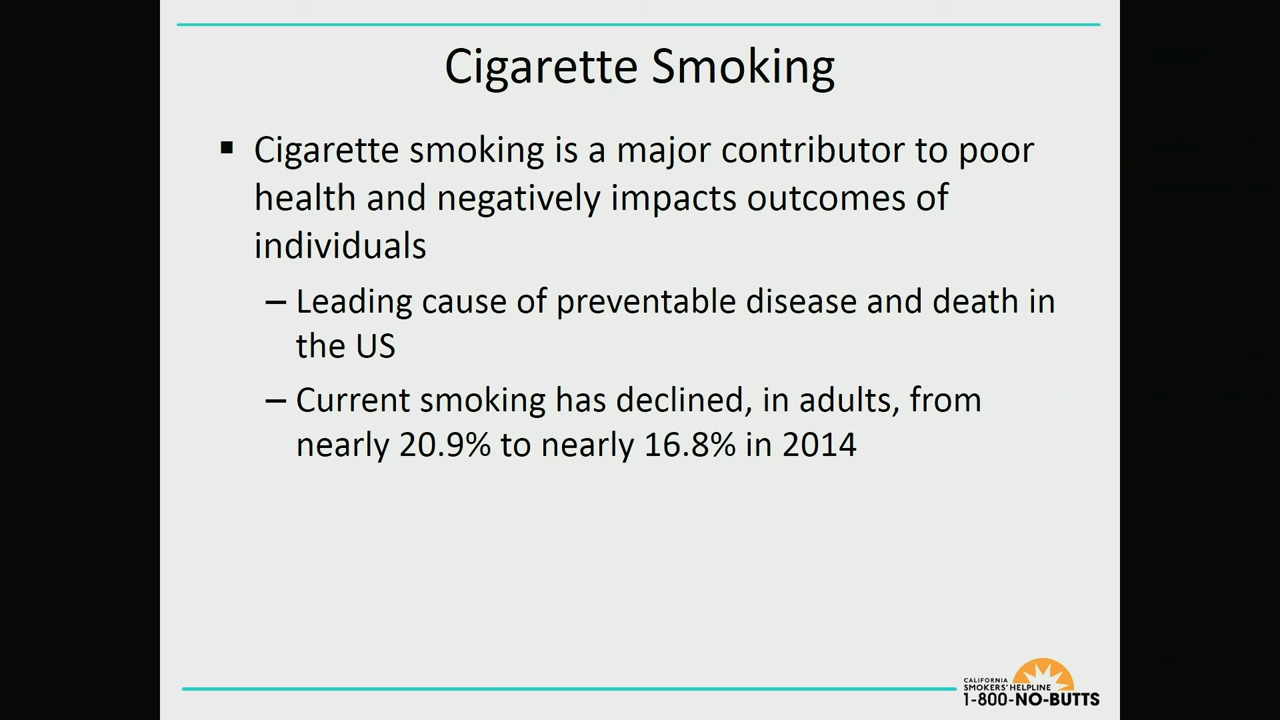 Cigarette Smoking
▪ Cigarette smoking is a major contributor to poor
health and negatively impacts outcomes of
individuals
– Leading cause of preventable disease and death in
the US
– Current smoking has declined, in adults, from
nearly 20.9% to nearly 16.8% in 2014
CALIFORNIA
SMOKERS' HELPLINE
1-800-NO-BUTTS